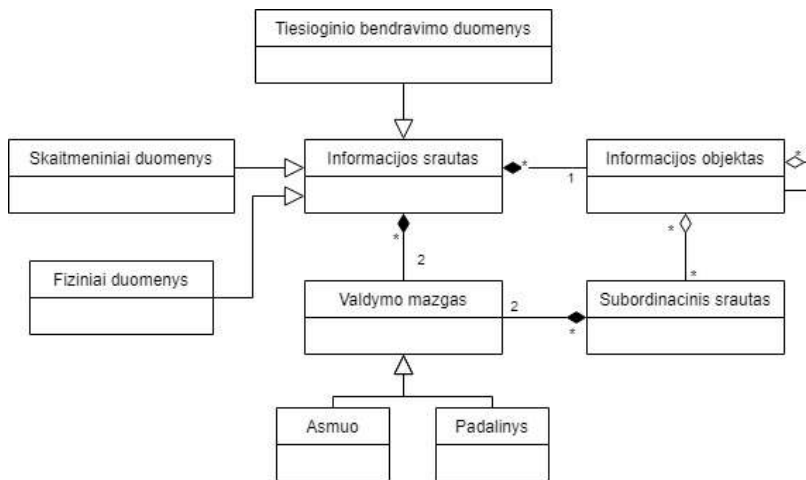 Tiesioginio bendravimo duomenys
Skaitmeniniai duomenys
Informacijos srautas
*
1
Informacijos objektas
*
*
2
*
*
Fiziniai duomenys
Valdymo mazgas
2
*
Subordinacinis srautas
Asmuo
Padalinys